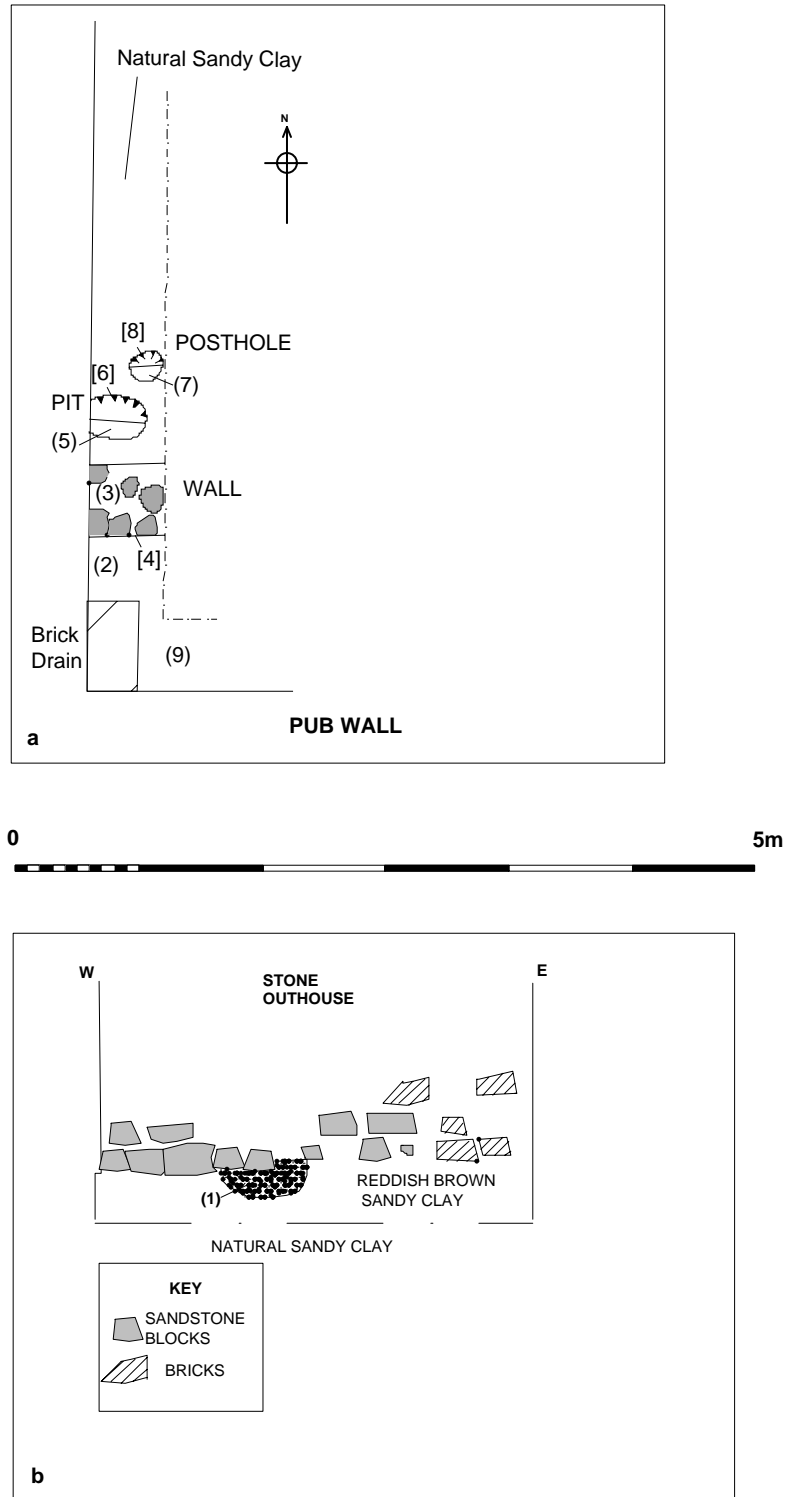 Natural Sandy Clay
N
[8]
POSTHOLE
[6]
(7)
PIT
(5)
(3)
WALL
(2)
[4]
Brick
Drain
(9)
PUB WALL
a
0
5m
W
E
STONE
OUTHOUSE
REDDISH BROWN
SANDY CLAY
(1)
NATURAL SANDY CLAY
KEY
SANDSTONE
BLOCKS
BRICKS
b